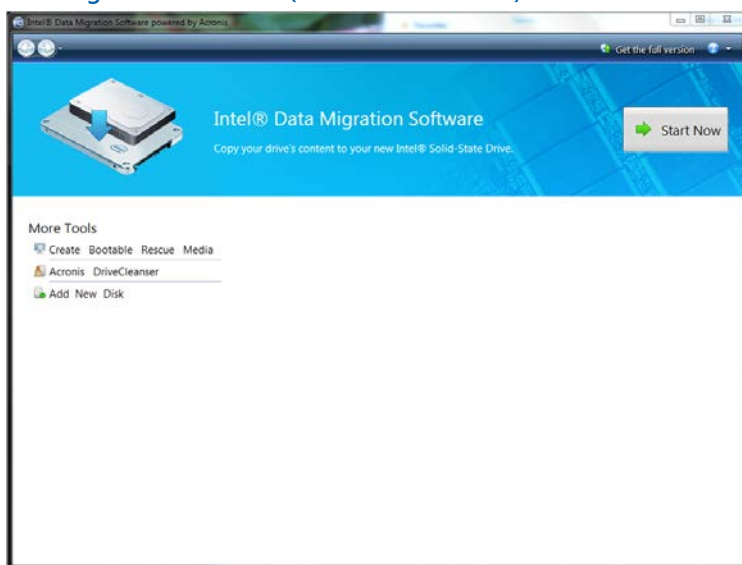 Intel® Data Migration Software powered by Acronis
Get the full version
Intel® Data Migration Software
Copy your drive's content to your new Intel® Solid-State Drive.
Start Now
More Tools
Create Bootable Rescue Media
Acronis DriveCleanser
Add New Disk